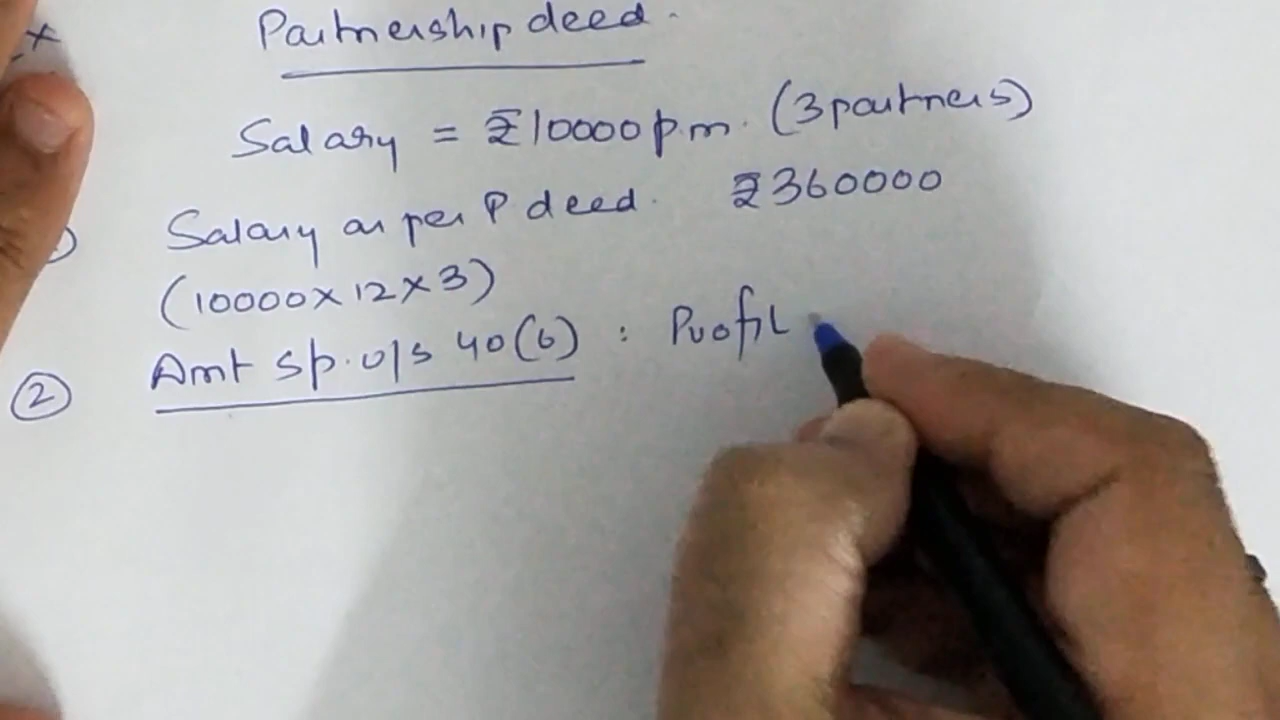 Partnership deed.
Salary = ₹10000 p.m. (3 partners)
Salary as per P deed. ₹360000
(10000 × 12 × 3)
② Amt sp. u/s 40(b) : Profit